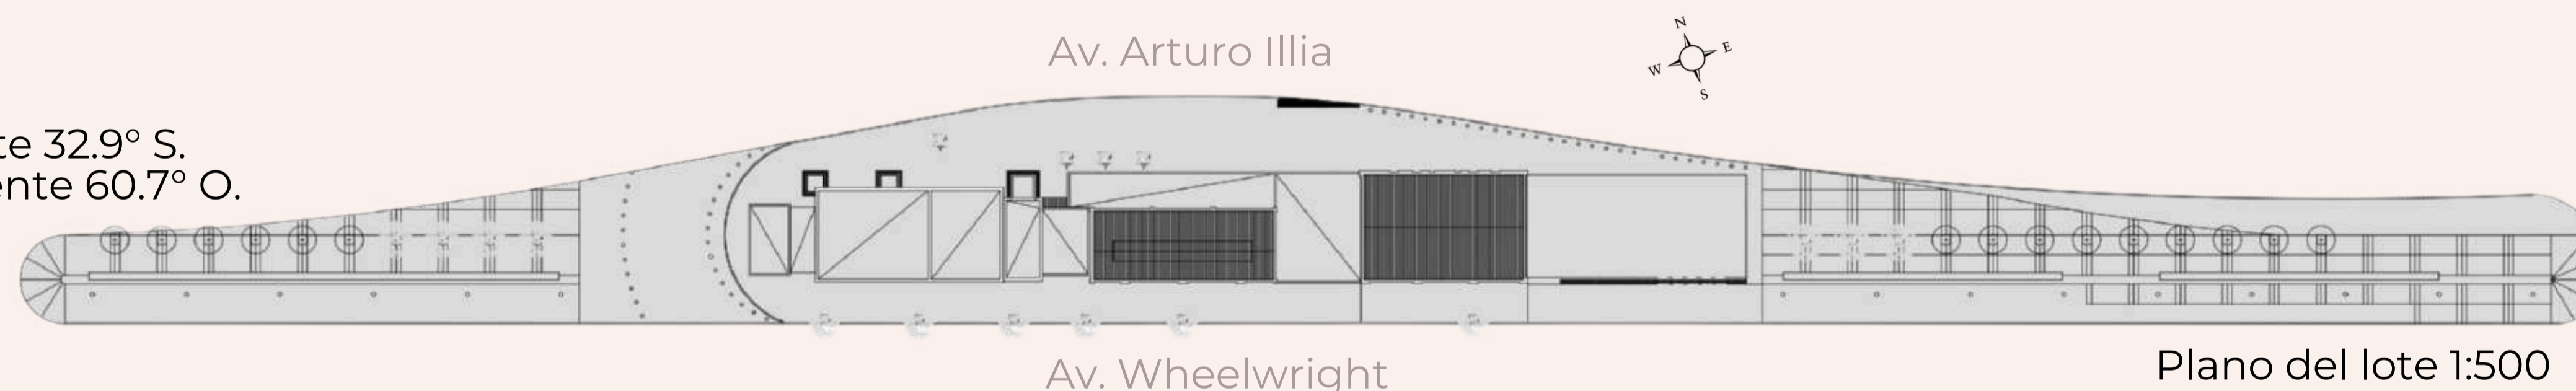 Av. Arturo Illia
N
E
W
S
te 32.9° S.
ente 60.7° O.
Plano del lote 1:500
Av. Wheelwright